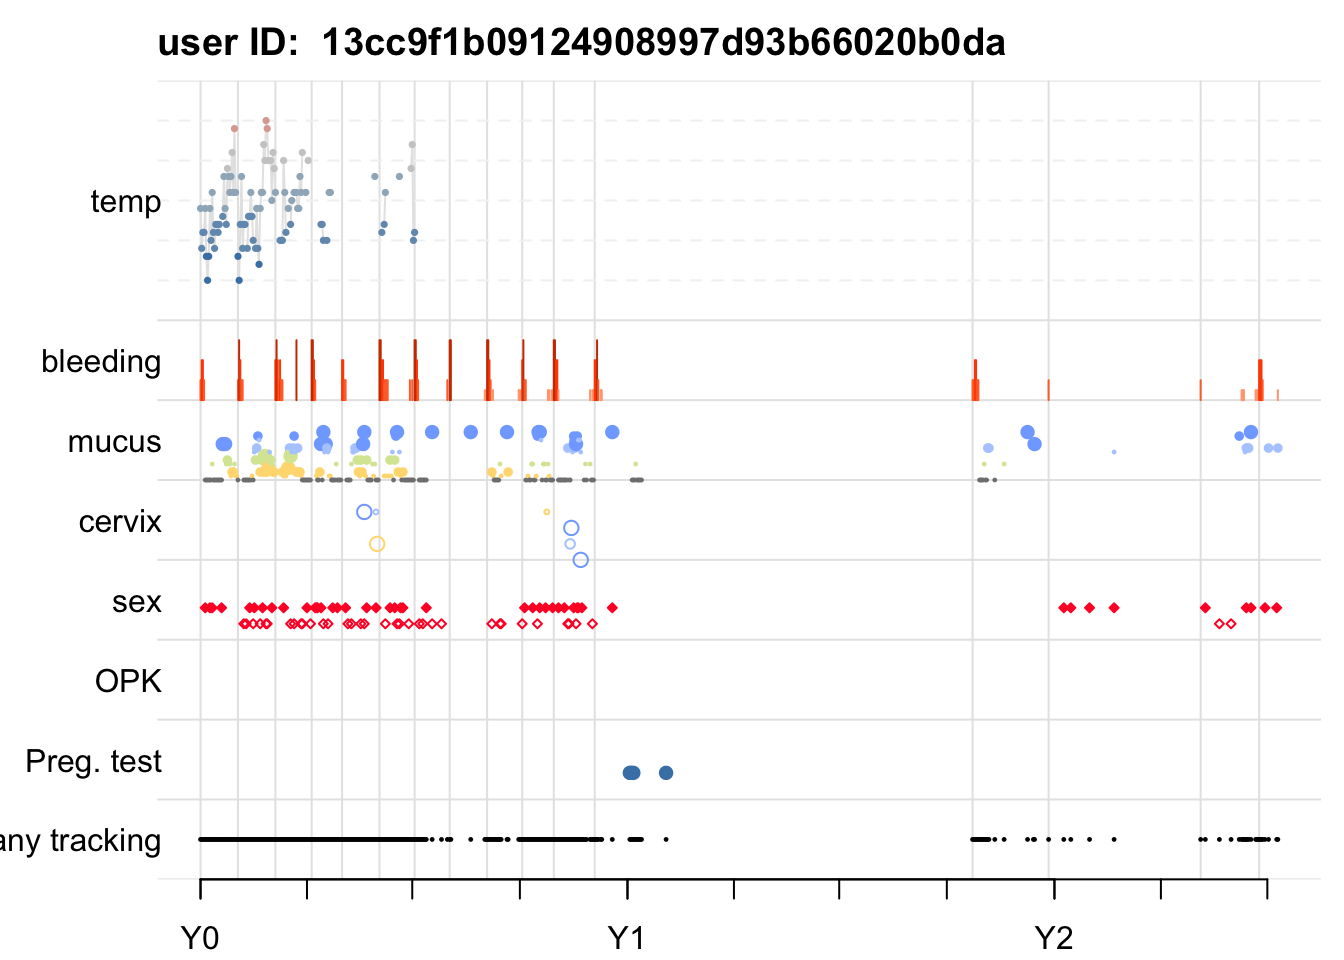 user ID:  13cc9f1b09124908997d93b66020b0da
temp
bleeding
mucus
cervix
sex
OPK
Preg. test
any tracking
Y0 Y1 Y2